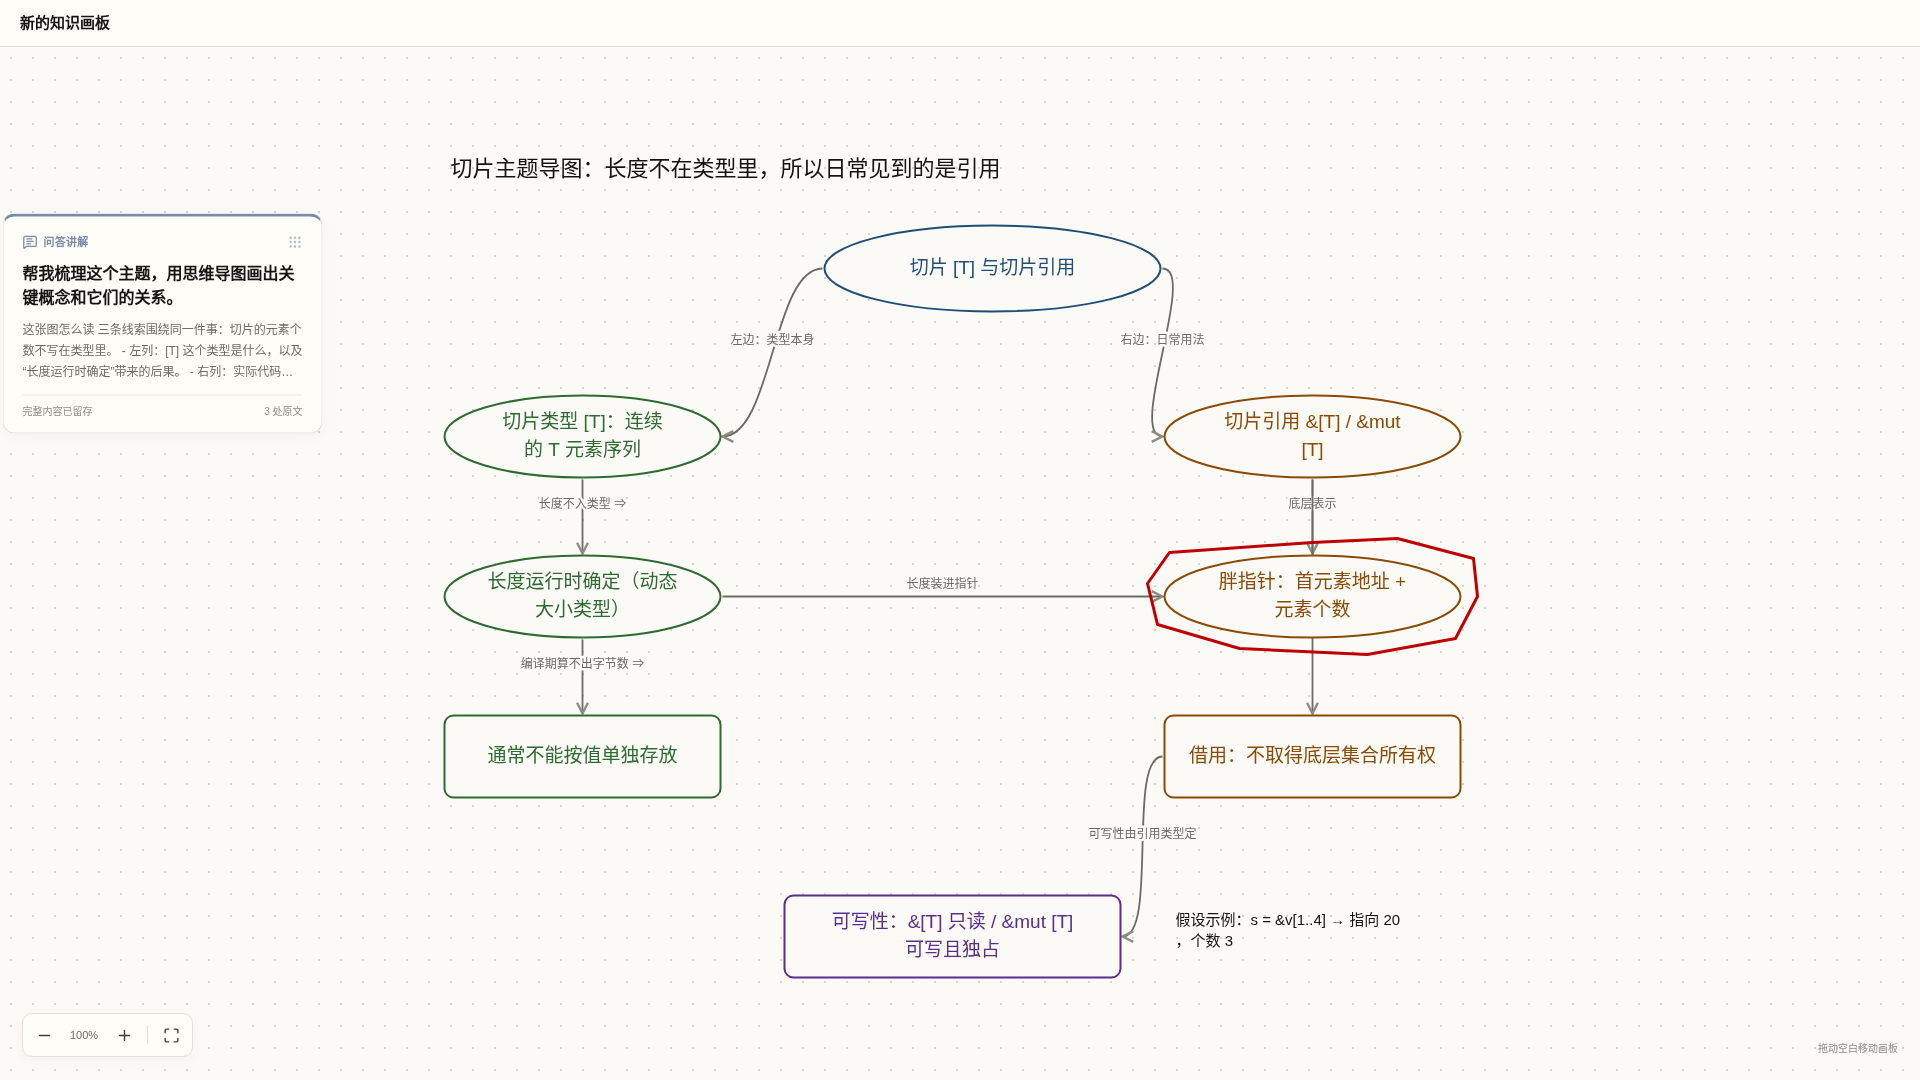 新的知识画板
切片主题导图：长度不在类型里，所以日常见到的是引用
问答讲解
帮我梳理这个主题，用思维导图画出关
键概念和它们的关系。
这张图怎么读 三条线索围绕同一件事：切片的元素个
数不写在类型里。 - 左列：[T] 这个类型是什么，以及
“长度运行时确定”带来的后果。 - 右列：实际代码…
完整内容已留存
3 处原文
切片 [T] 与切片引用
左边：类型本身
右边：日常用法
切片类型 [T]：连续
的 T 元素序列
切片引用 &[T] / &mut
[T]
长度不入类型 ⇒
底层表示
长度运行时确定（动态
大小类型）
长度装进指针
胖指针：首元素地址 +
元素个数
编译期算不出字节数 ⇒
通常不能按值单独存放
借用：不取得底层集合所有权
可写性由引用类型定
可写性：&[T] 只读 / &mut [T]
可写且独占
假设示例：s = &v[1..4] → 指向 20
，个数 3
100%
拖动空白移动画板